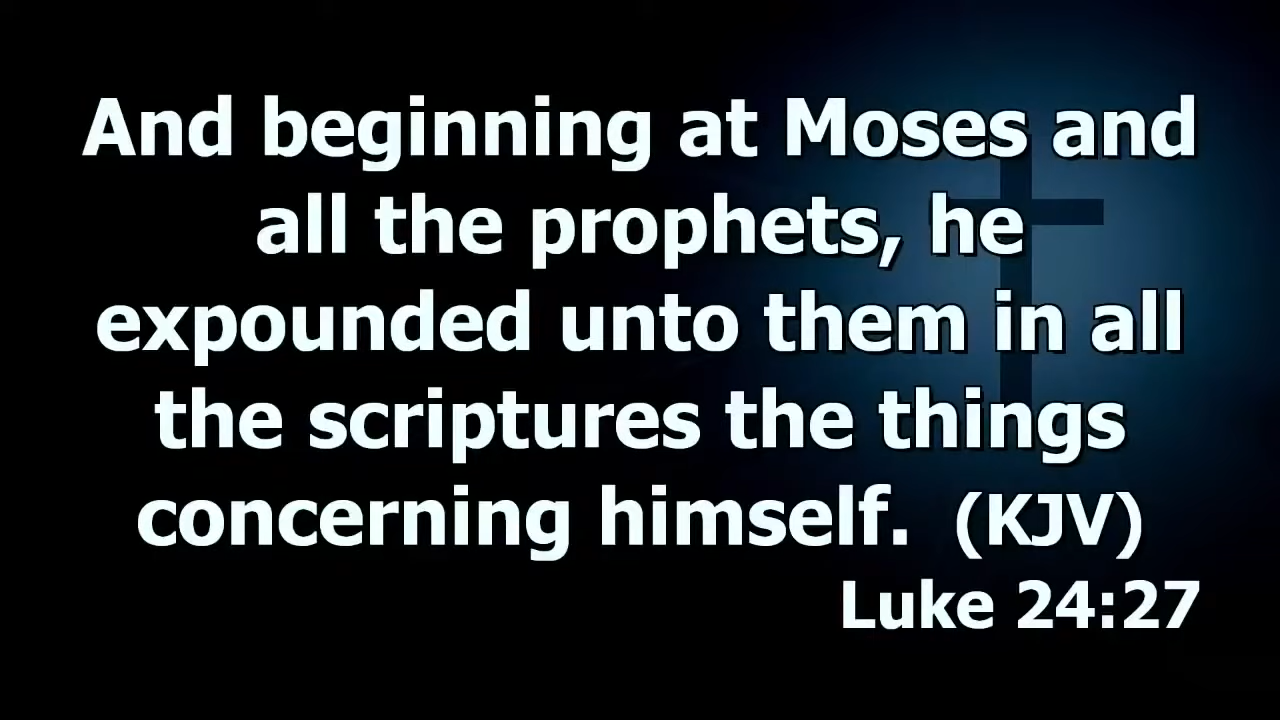 And beginning at Moses and
all the prophets, he
expounded unto them in all
the scriptures the things
concerning himself. (KJV)
Luke 24:27